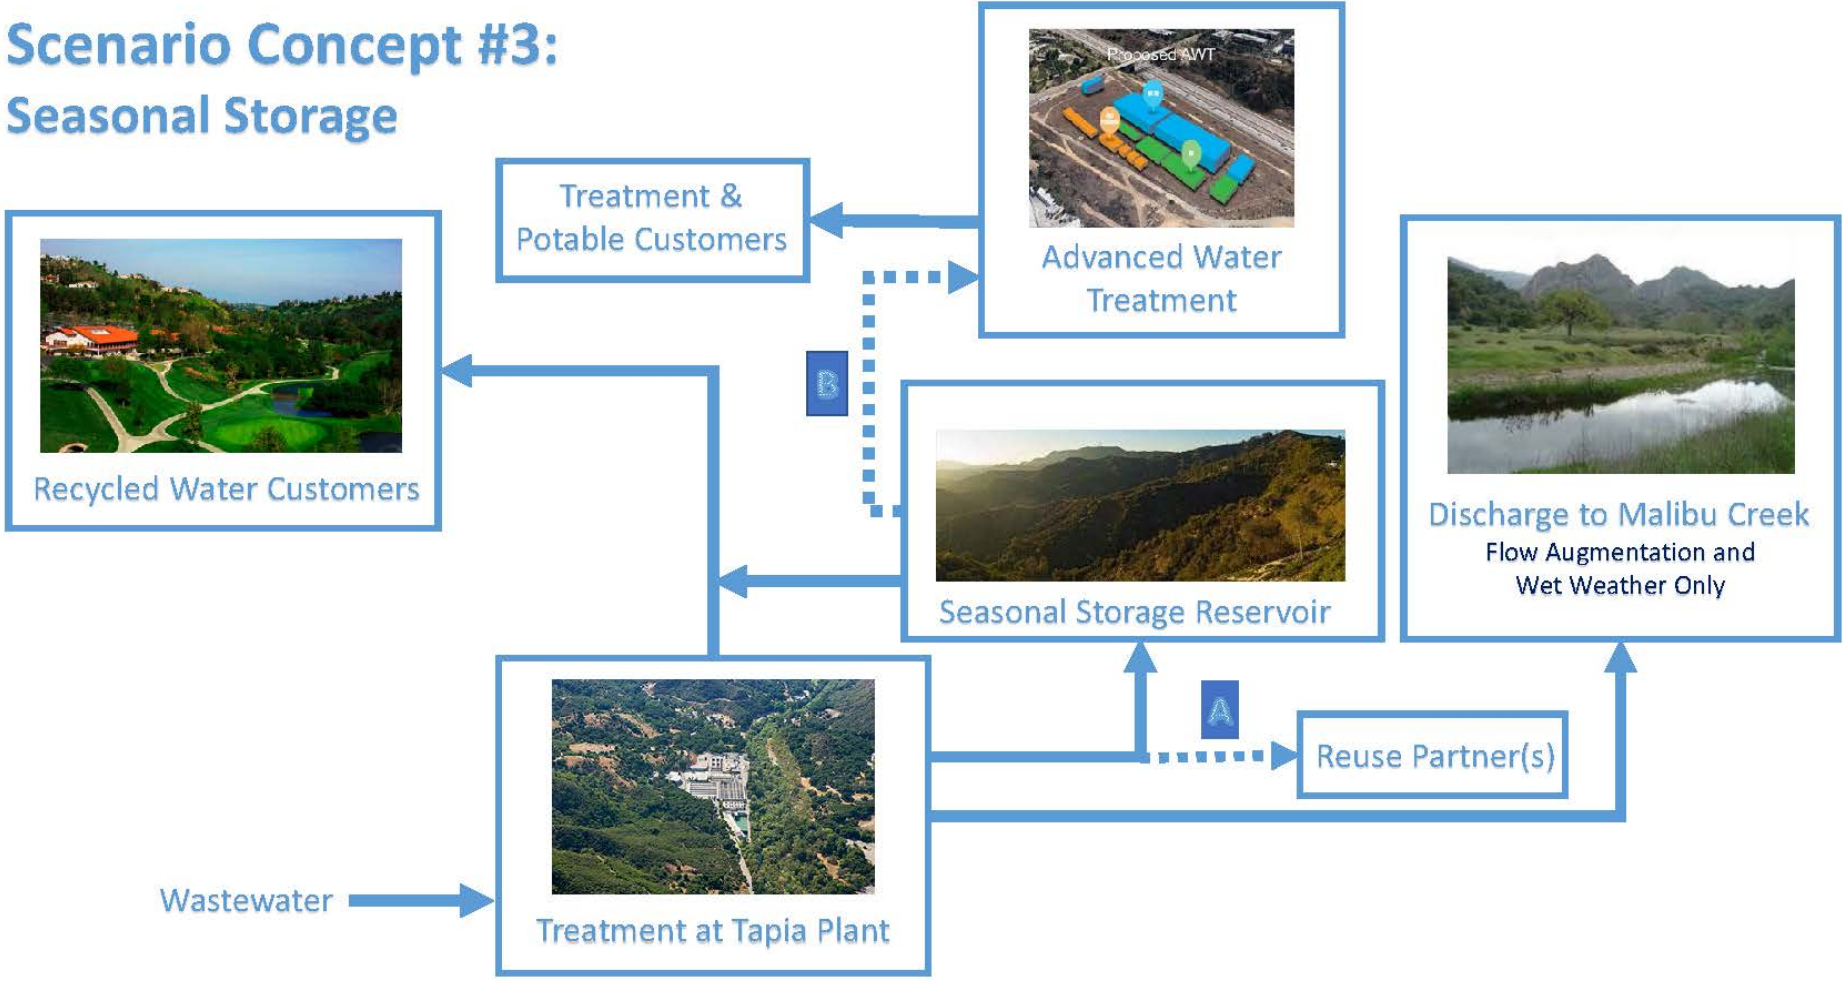 Scenario Concept #3:
Seasonal Storage
Proposed AWT
Treatment &
Potable Customers
Advanced Water
Treatment
Recycled Water Customers
B
Seasonal Storage Reservoir
Discharge to Malibu Creek
Flow Augmentation and
Wet Weather Only
A
Reuse Partner(s)
Wastewater
Treatment at Tapia Plant